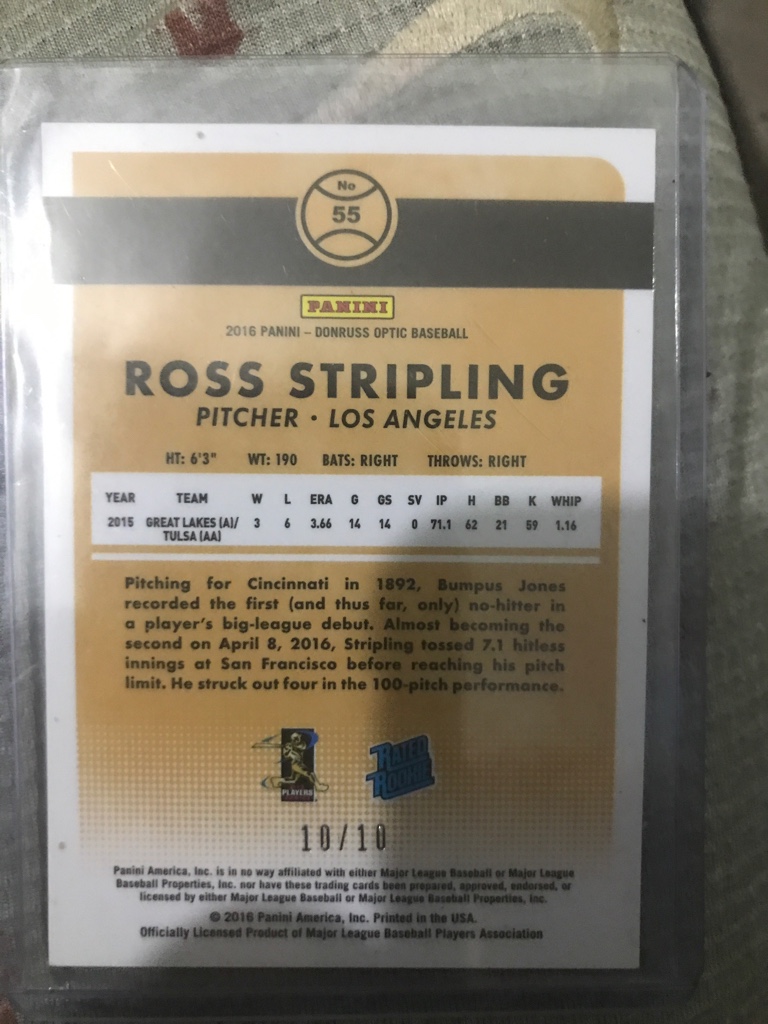 No
55
PANINI
2016 PANINI – DONRUSS OPTIC BASEBALL
ROSS STRIPLING
PITCHER • LOS ANGELES
HT: 6'3" WT: 190 BATS: RIGHT THROWS: RIGHT
YEAR TEAM W L ERA G GS SV IP H BB K WHIP
2015 GREAT LAKES (A)/ 3 6 3.66 14 14 0 71.1 62 21 59 1.16
TULSA (AA)
Pitching for Cincinnati in 1892, Bumpus Jones
recorded the first (and thus far, only) no-hitter in
a player's big-league debut. Almost becoming the
second on April 8, 2016, Stripling tossed 7.1 hitless
innings at San Francisco before reaching his pitch
limit. He struck out four in the 100-pitch performance.
PLAYERS
RATED
ROOKIE
10/10
Panini America, Inc. is in no way affiliated with either Major League Baseball or Major League
Baseball Properties, Inc. nor have these trading cards been prepared, approved, endorsed, or
licensed by either Major League Baseball or Major League Baseball Properties, Inc.
© 2016 Panini America, Inc. Printed in the USA.
Officially Licensed Product of Major League Baseball Players Association